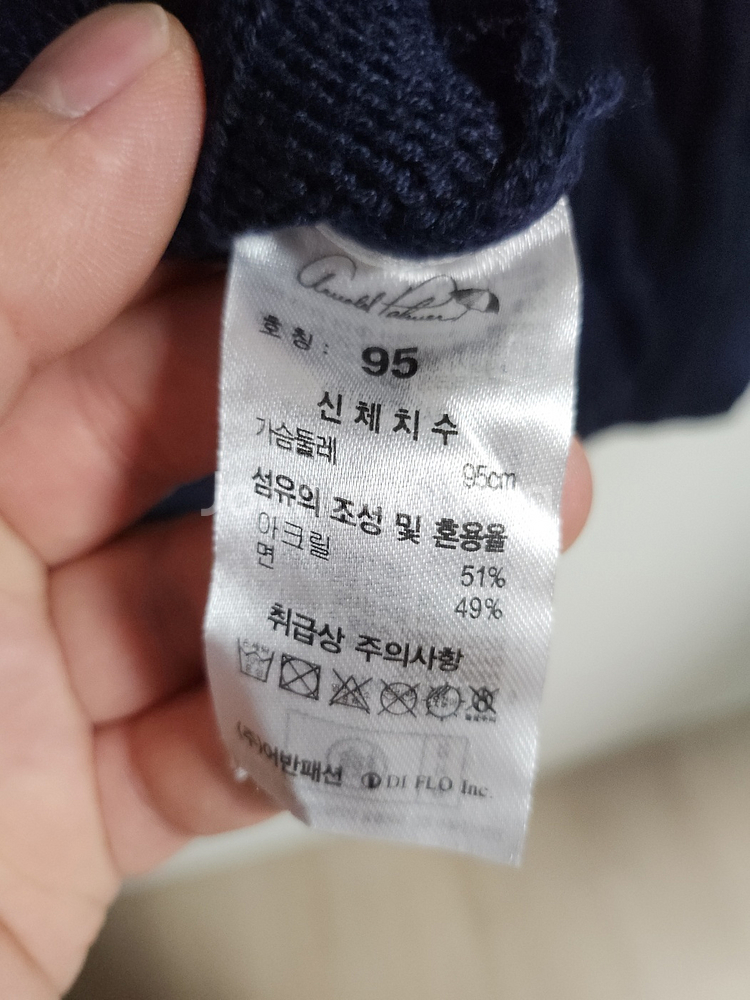 Arnold Palmer
호칭: 95
신체치수
가슴둘레 95cm
섬유의 조성 및 혼용율
아크릴 51%
면 49%
취급상 주의사항
(주)어반패션 DI FLO Inc.